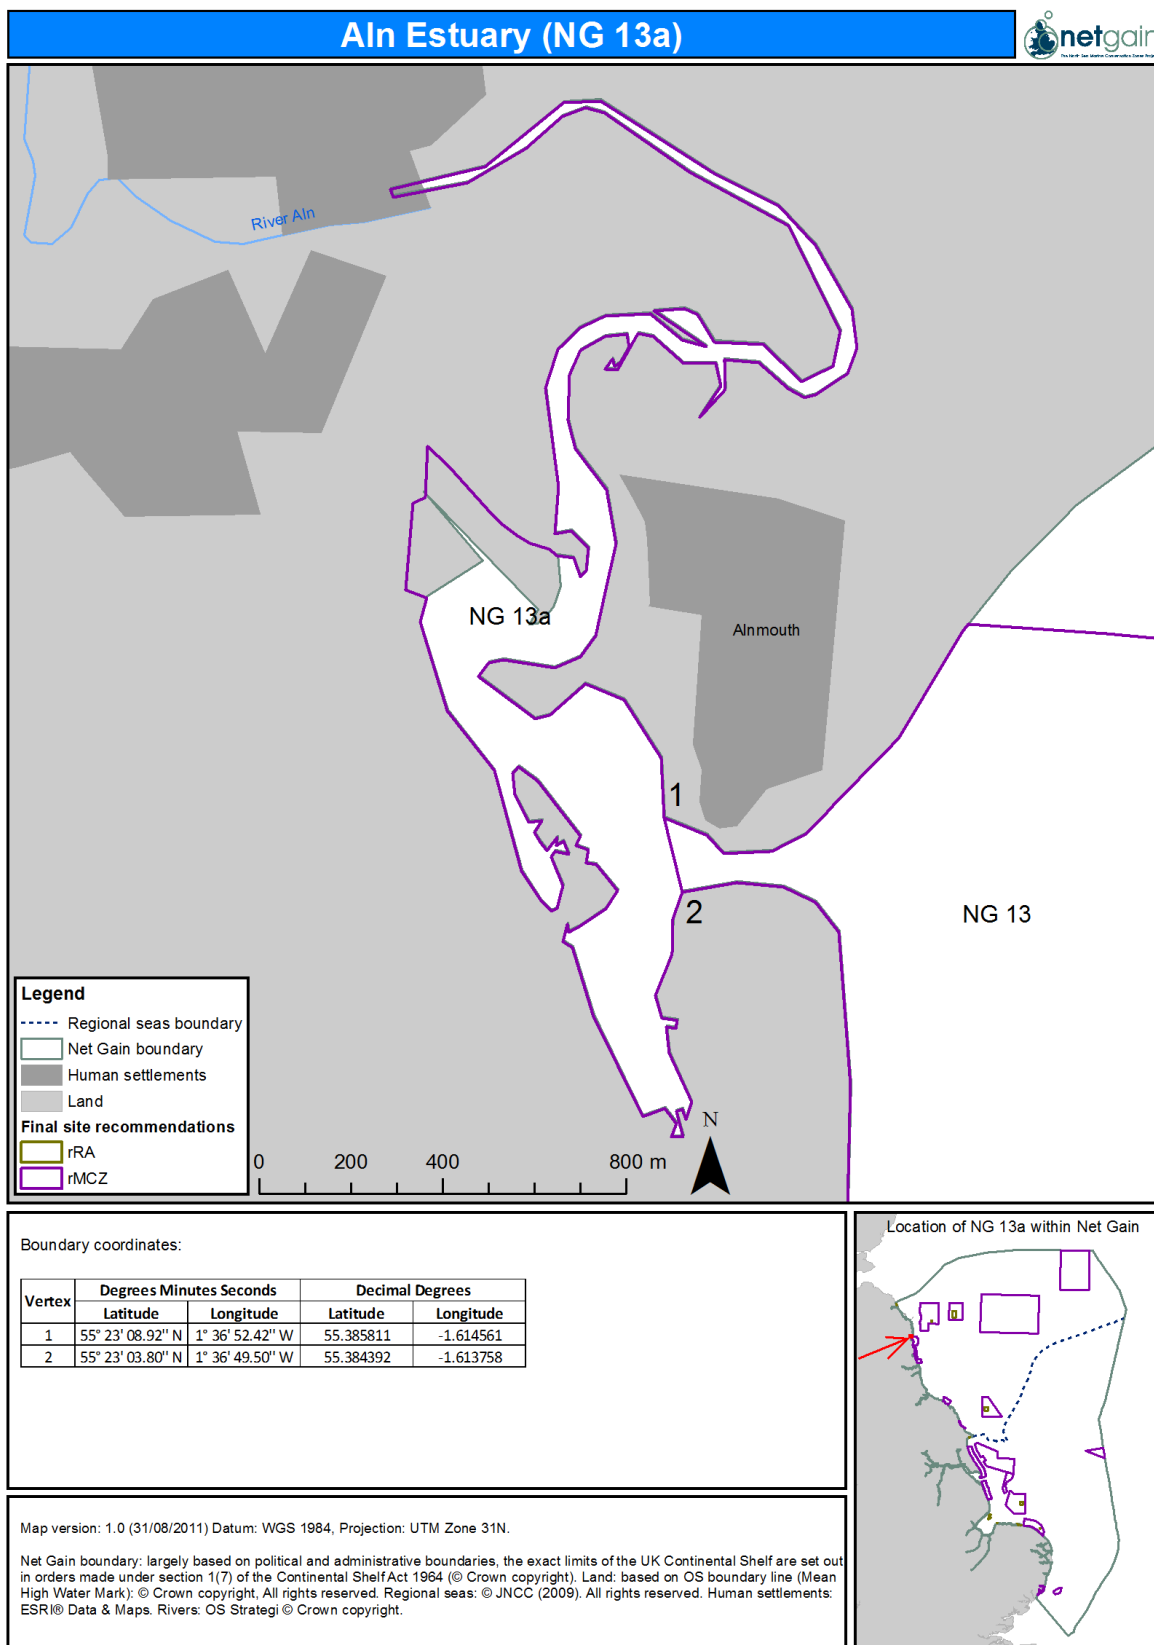 Aln Estuary (NG 13a)
netgain
The North Sea Marine Conservation Zones Project
River Aln
NG 13a
Alnmouth
1
2
NG 13
Legend
Regional seas boundary
Net Gain boundary
Human settlements
Land
Final site recommendations
rRA
rMCZ
0 200 400 800 m
N
Boundary coordinates:
Vertex Degrees Minutes Seconds Decimal Degrees
Latitude Longitude Latitude Longitude
1 55° 23' 08.92'' N 1° 36' 52.42'' W 55.385811 -1.614561
2 55° 23' 03.80'' N 1° 36' 49.50'' W 55.384392 -1.613758
Location of NG 13a within Net Gain
Map version: 1.0 (31/08/2011) Datum: WGS 1984, Projection: UTM Zone 31N.
Net Gain boundary: largely based on political and administrative boundaries, the exact limits of the UK Continental Shelf are set out
in orders made under section 1(7) of the Continental Shelf Act 1964 (© Crown copyright). Land: based on OS boundary line (Mean
High Water Mark): © Crown copyright, All rights reserved. Regional seas: © JNCC (2009). All rights reserved. Human settlements:
ESRI® Data & Maps. Rivers: OS Strategi © Crown copyright.